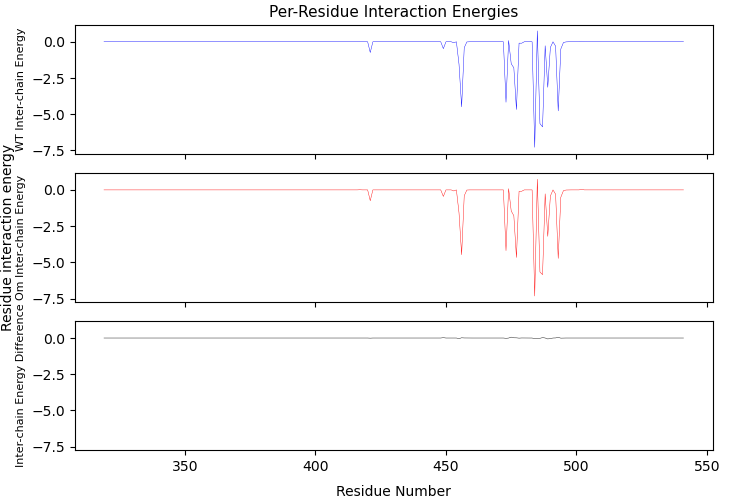 Per-Residue Interaction Energies
WT Inter-chain Energy
0.0
−2.5
−5.0
−7.5
Residue interaction energy
Om Inter-chain Energy
0.0
−2.5
−5.0
−7.5
Inter-chain Energy Difference
0.0
−2.5
−5.0
−7.5
350
400
450
500
550
Residue Number